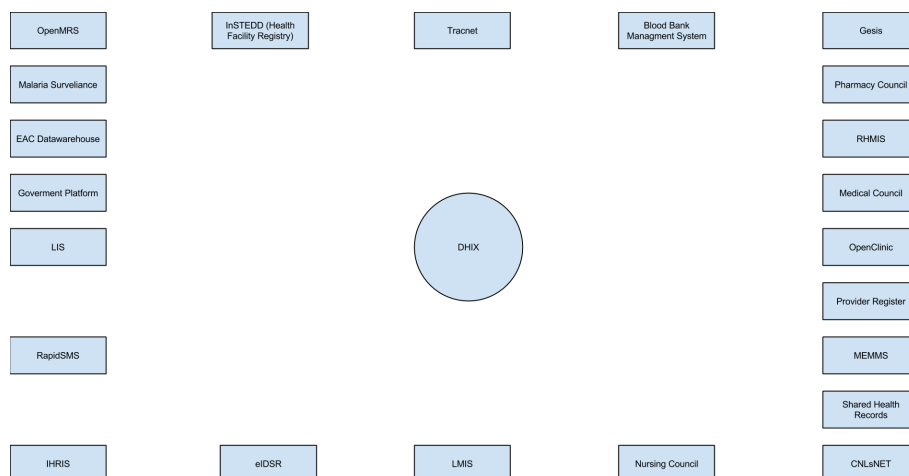 OpenMRS
InSTEDD (Health
Facility Registry)
Tracnet
Blood Bank
Managment System
Gesis
Malaria Surveliance
Pharmacy Council
EAC Datawarehouse
RHMIS
Goverment Platform
Medical Council
LIS
DHIX
OpenClinic
Provider Register
RapidSMS
MEMMS
Shared Health
Records
IHRIS
eIDSR
LMIS
Nursing Council
CNLsNET